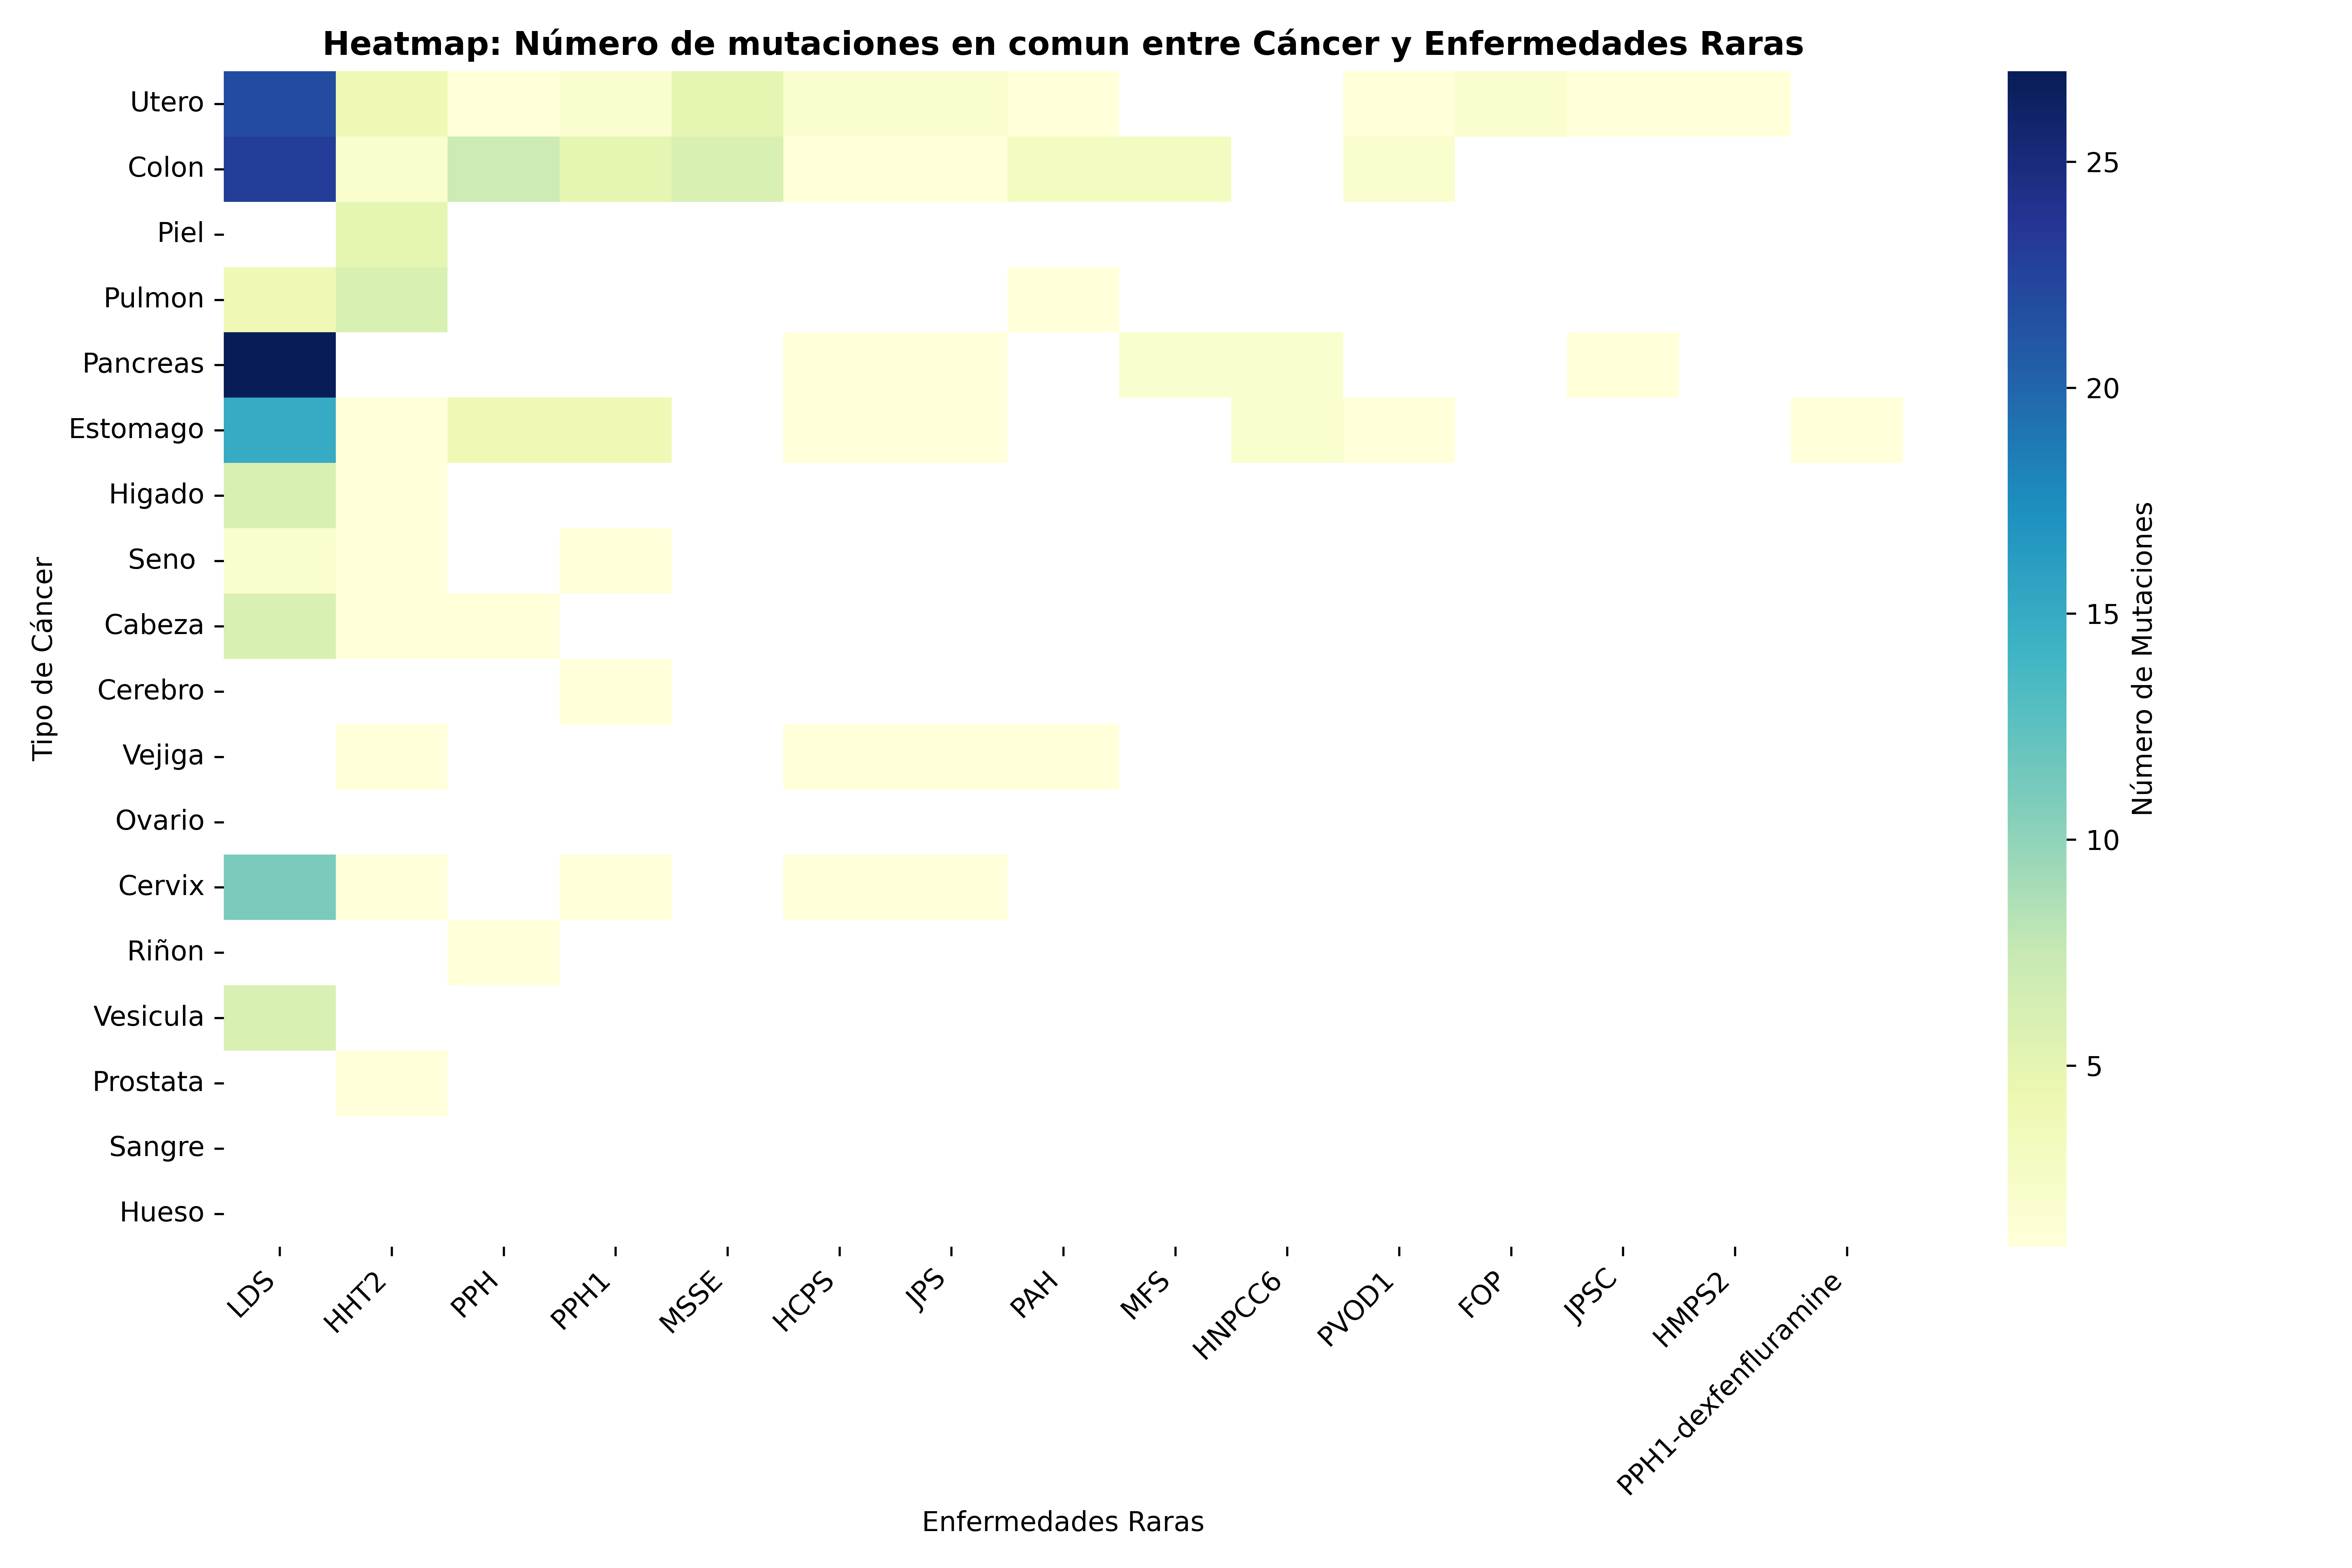 Heatmap: Número de mutaciones en comun entre Cáncer y Enfermedades Raras
Tipo de Cáncer
Utero
Colon
Piel
Pulmon
Pancreas
Estomago
Higado
Seno
Cabeza
Cerebro
Vejiga
Ovario
Cervix
Riñon
Vesicula
Prostata
Sangre
Hueso
LDS
HHT2
PPH
PPH1
MSSE
HCPS
JPS
PAH
MFS
HNPCC6
PVOD1
FOP
JPSC
HMPS2
PPH1-dexfenfluramine
Enfermedades Raras
25
20
15
10
5
Número de Mutaciones